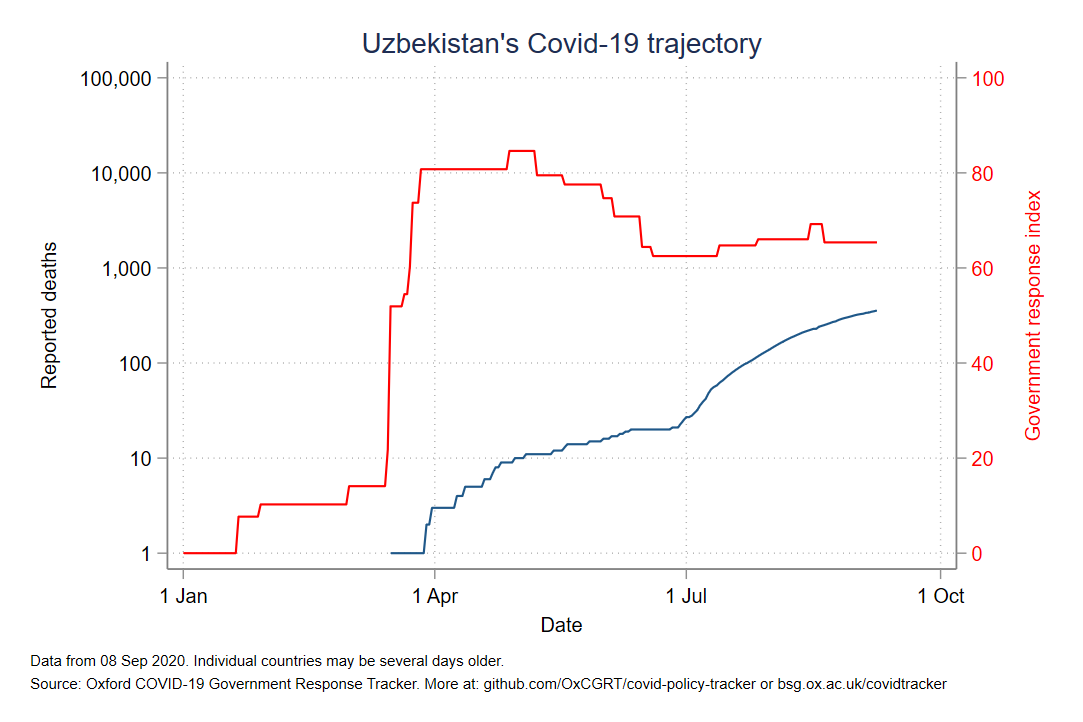 Uzbekistan's Covid-19 trajectory
100,000
10,000
1,000
100
10
1
Reported deaths
100
80
60
40
20
0
Government response index
1 Jan 1 Apr 1 Jul 1 Oct
Date
Data from 08 Sep 2020. Individual countries may be several days older.
Source: Oxford COVID-19 Government Response Tracker. More at: github.com/OxCGRT/covid-policy-tracker or bsg.ox.ac.uk/covidtracker